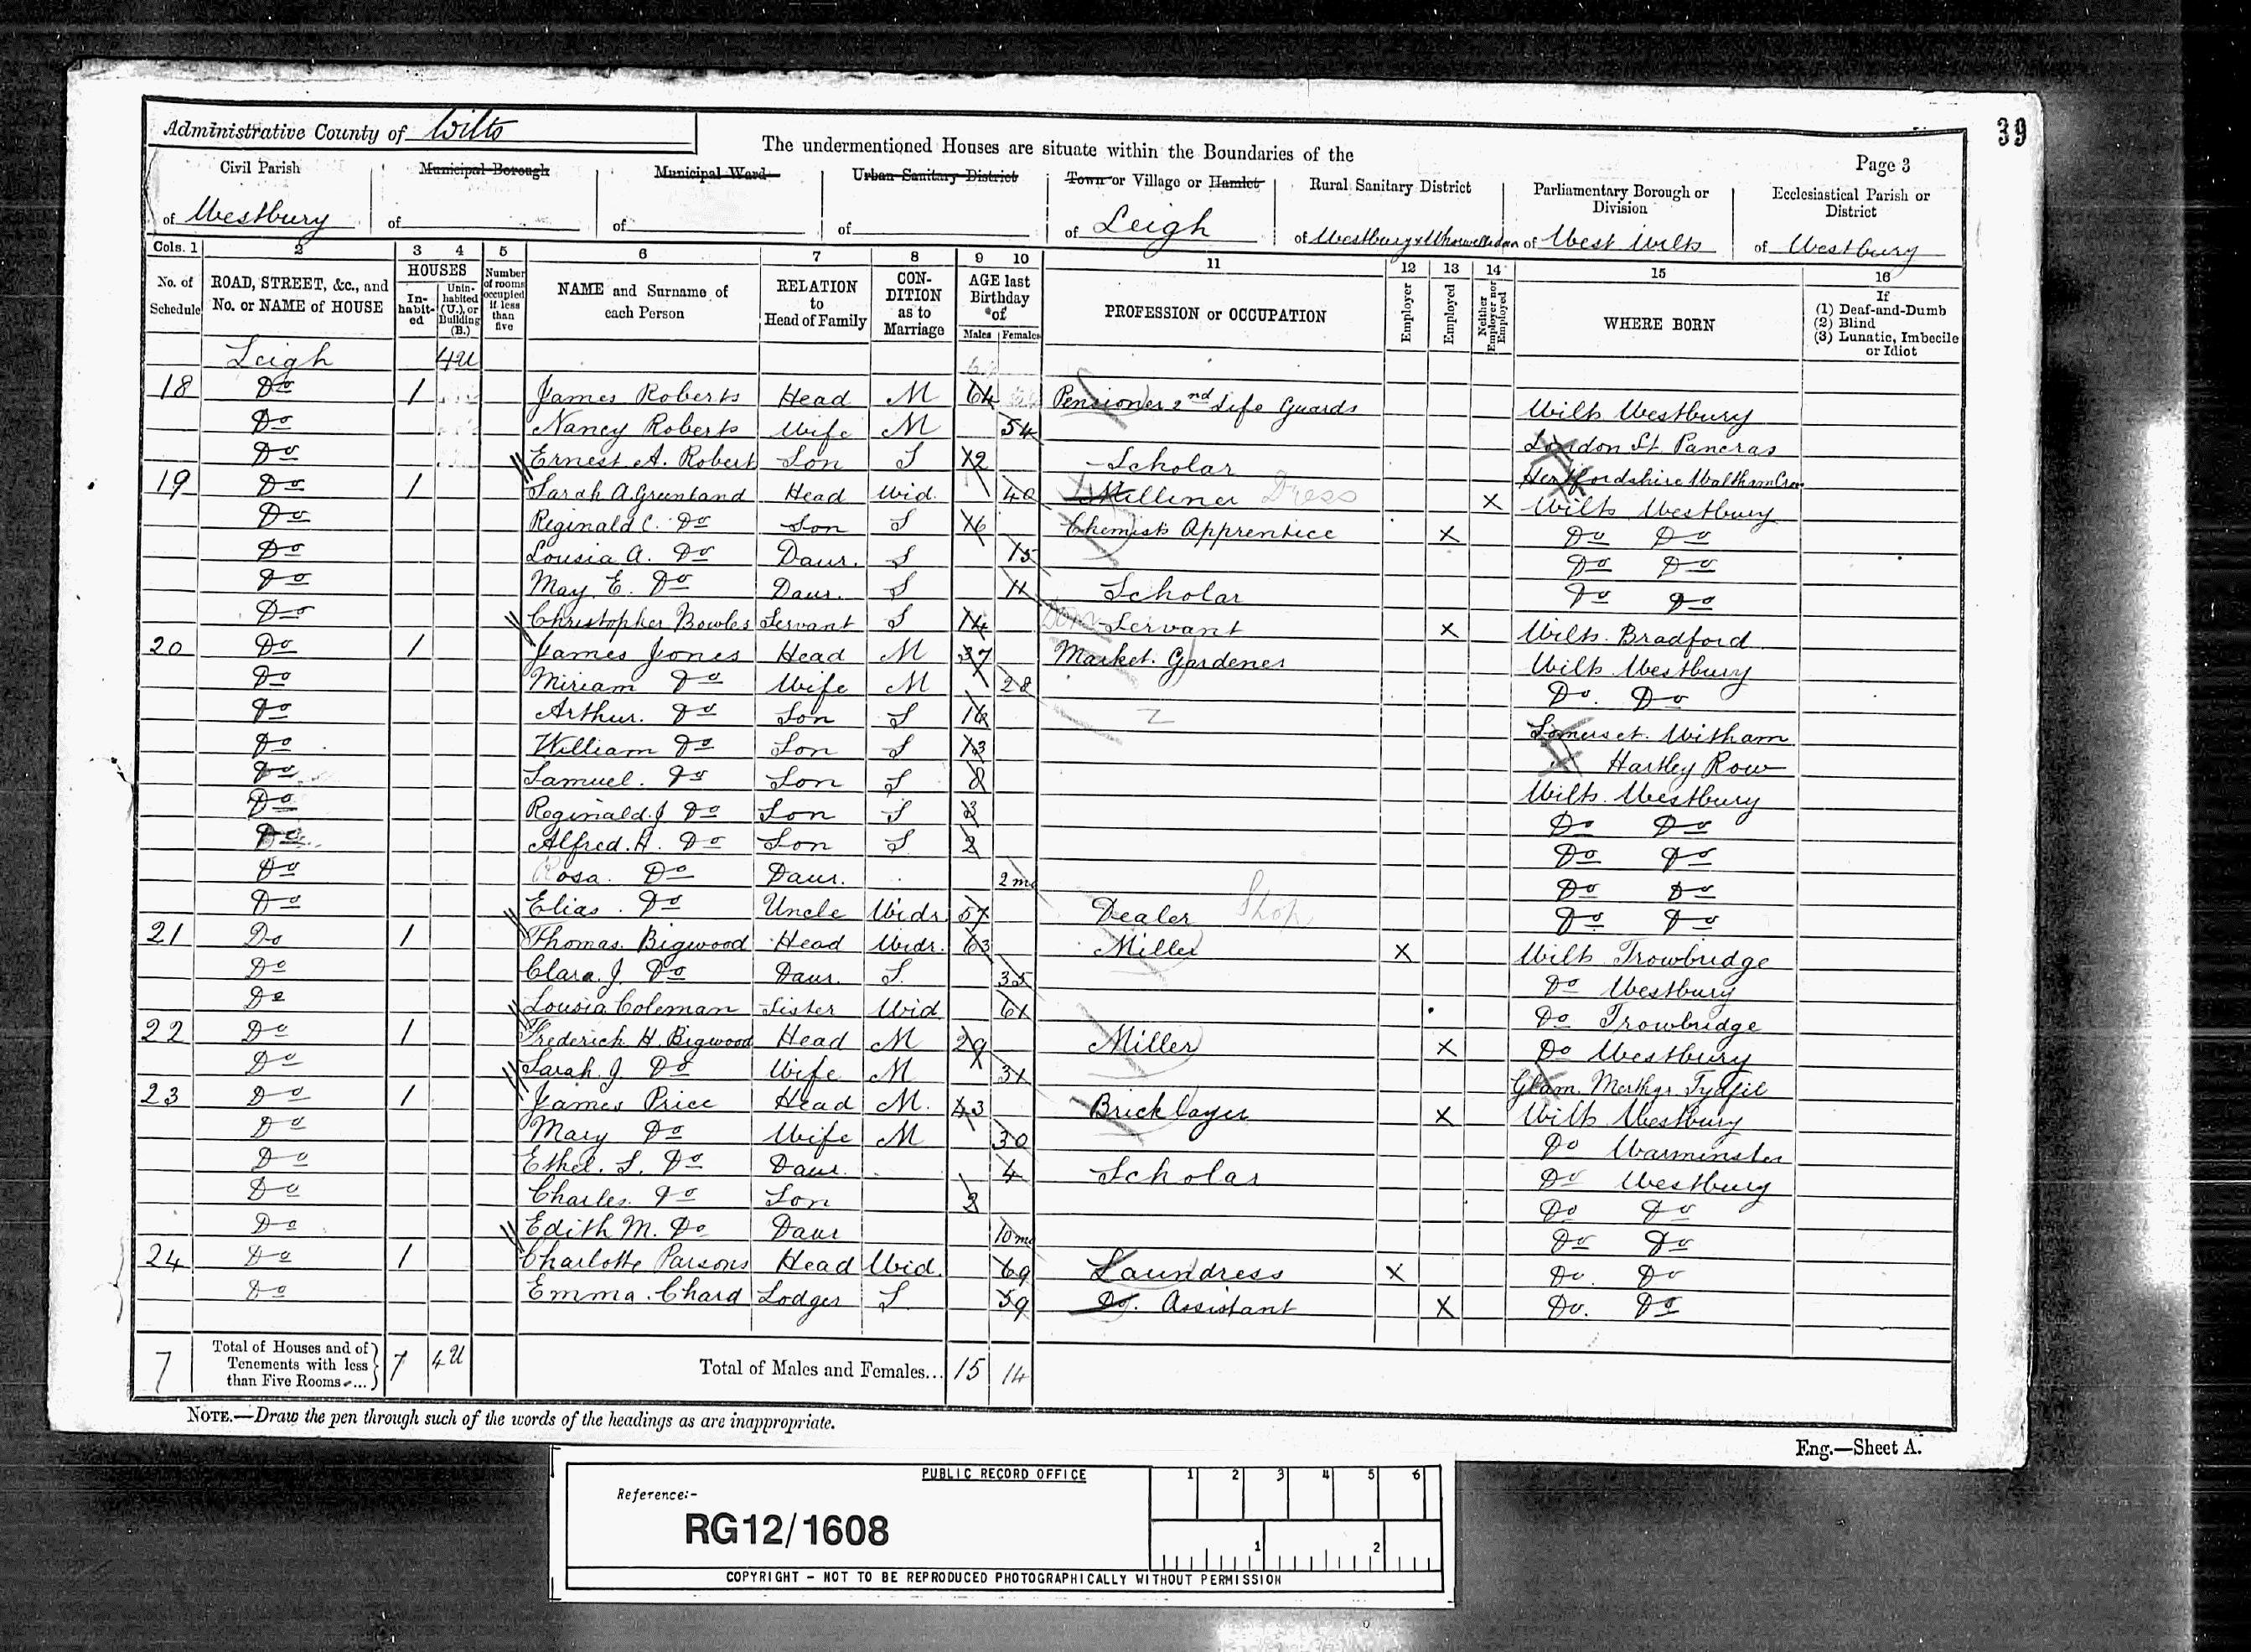 39
Administrative County of Wilts
The undermentioned Houses are situate within the Boundaries of the
Page 3
Civil Parish of Westbury
Municipal Borough of
Municipal Ward of
Urban Sanitary District of
Town or Village or Hamlet of Leigh
Rural Sanitary District of Westbury & Whorwellsdown
Parliamentary Borough or Division of West Wilts
Ecclesiastical Parish or District of Westbury
Cols. 1 2 3 4 5 6 7 8 9 10 11 12 13 14 15 16
No. of Schedule
ROAD, STREET, &c., and No. or NAME of HOUSE
HOUSES
In-habit-ed
Unin-habited (U.), or Building (B.)
Number of rooms occupied if less than five
NAME and Surname of each Person
RELATION to Head of Family
CON-DITION as to Marriage
AGE last Birthday of
Males Females
PROFESSION or OCCUPATION
Employer
Employed
Neither Employer nor Employed
WHERE BORN
If (1) Deaf-and-Dumb (2) Blind (3) Lunatic, Imbecile or Idiot
Leigh 4U
18 Do 1 James Roberts Head M 64 Pensioner 2nd Life Guards Wilts Westbury
Do Nancy Roberts Wife M 54 London St Pancras
Do Ernest A. Robert Son S 12 Scholar Hertfordshire Waltham Cross
19 Do 1 Sarah A. Greenland Head Wid. 40 Milliner Dress X Wilts Westbury
Do Reginald C. Do Son S 16 Chemists Apprentice X Do Do
Do Lousia A. Do Daur. S 15 Do Do
Do May. E. Do Daur. S 11 Scholar Do Do
Do Christopher Bowles Servant S 14 Dom Servant X Wilts. Bradford
20 Do 1 James Jones Head M 37 Market. Gardener Wilts Westbury
Do Miriam Do Wife M 28 Do. Do
Do Arthur. Do Son S 16 Somerset. Witham
Do William Do Son S 13 " Hartley Row
Do Samuel. Do Son S 8 Wilts. Westbury
Do Reginald. J Do Son S 3 Do Do
Do Alfred. H. Do Son S 2 Do Do
Do Rosa. Do Daur. 2mo Do Do
Do Elias. Do Uncle Widr. 57 Dealer Shop Do Do
21 Do 1 Thomas. Bigwood Head Widr. 63 Miller X Wilts Trowbridge
Do Clara. J. Do Daur. S. 35 Do Westbury
Do Lousia Coleman Sister Wid 61 Do Trowbridge
22 Do 1 Frederick H. Bigwood Head M 29 Miller X Do Westbury
Do Sarah. J. Do Wife M 31 Glam. Merthyr Tydfil
23 Do 1 James Price Head M. 43 Bricklayer X Wilts Westbury
Do Mary Do Wife M 30 Do Warminster
Do Ethel. S. Do Daur. 4 Scholar Do Westbury
Do Charles. Do Son 2 Do Do
Do Edith M. Do Daur 10mo Do Do
24 Do 1 Charlotte Parsons Head Wid. 69 Laundress X Do. Do
Do Emma. Chard Lodger S. 59 Do. Assistant X Do. Do
7 Total of Houses and of Tenements with less than Five Rooms 7 4U Total of Males and Females... 15 14
NOTE.—Draw the pen through such of the words of the headings as are inappropriate.
Eng.—Sheet A.
PUBLIC RECORD OFFICE
1 2 3 4 5 6
Reference:-
RG12/1608
1 2
COPYRIGHT - NOT TO BE REPRODUCED PHOTOGRAPHICALLY WITHOUT PERMISSION